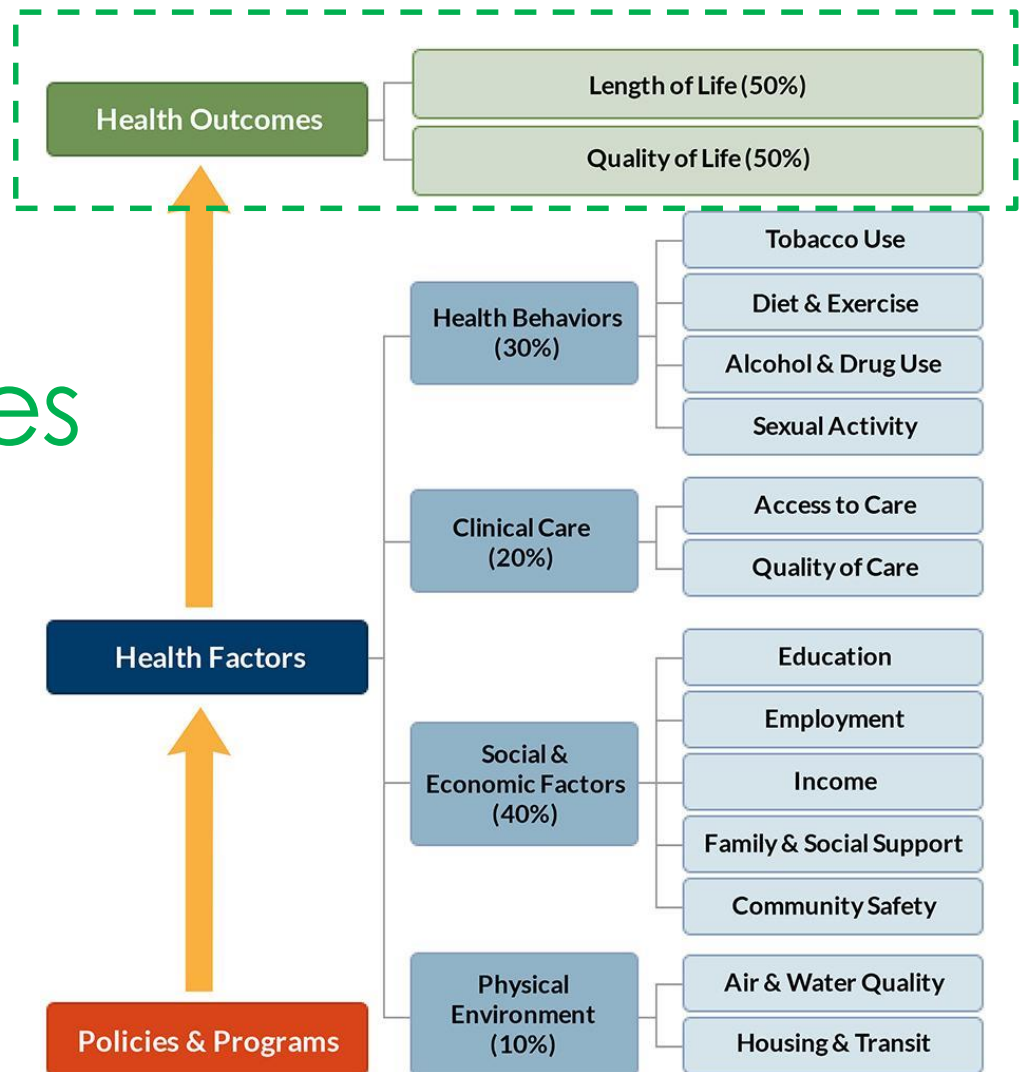 Health Outcomes
Length of Life (50%)
Quality of Life (50%)
es
Health Factors
Health Behaviors
(30%)
Tobacco Use
Diet & Exercise
Alcohol & Drug Use
Sexual Activity
Clinical Care
(20%)
Access to Care
Quality of Care
Social &
Economic Factors
(40%)
Education
Employment
Income
Family & Social Support
Community Safety
Physical
Environment
(10%)
Air & Water Quality
Housing & Transit
Policies & Programs